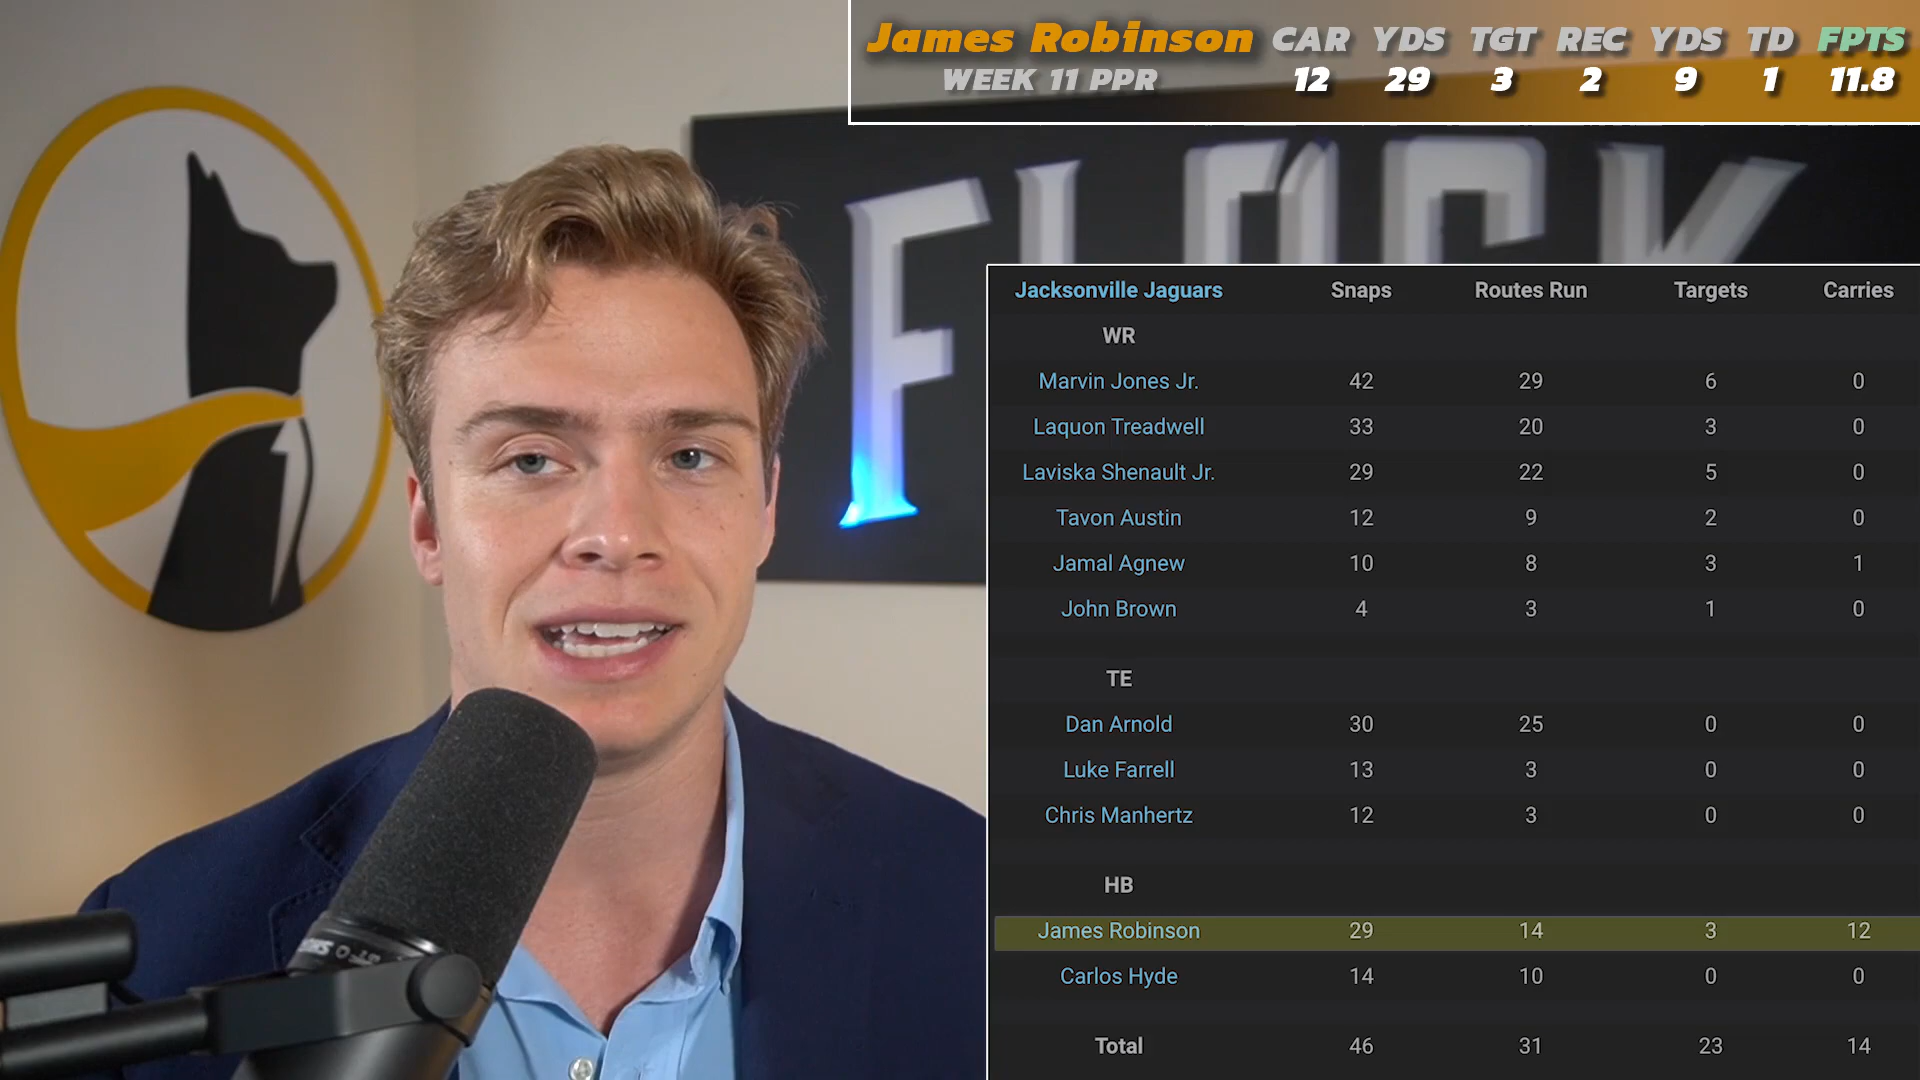 James Robinson CAR YDS TGT REC YDS TD FPTS
WEEK 11 PPR 12 29 3 2 9 1 11.8
FLOCK
Jacksonville Jaguars Snaps Routes Run Targets Carries
WR
Marvin Jones Jr. 42 29 6 0
Laquon Treadwell 33 20 3 0
Laviska Shenault Jr. 29 22 5 0
Tavon Austin 12 9 2 0
Jamal Agnew 10 8 3 1
John Brown 4 3 1 0
TE
Dan Arnold 30 25 0 0
Luke Farrell 13 3 0 0
Chris Manhertz 12 3 0 0
HB
James Robinson 29 14 3 12
Carlos Hyde 14 10 0 0
Total 46 31 23 14